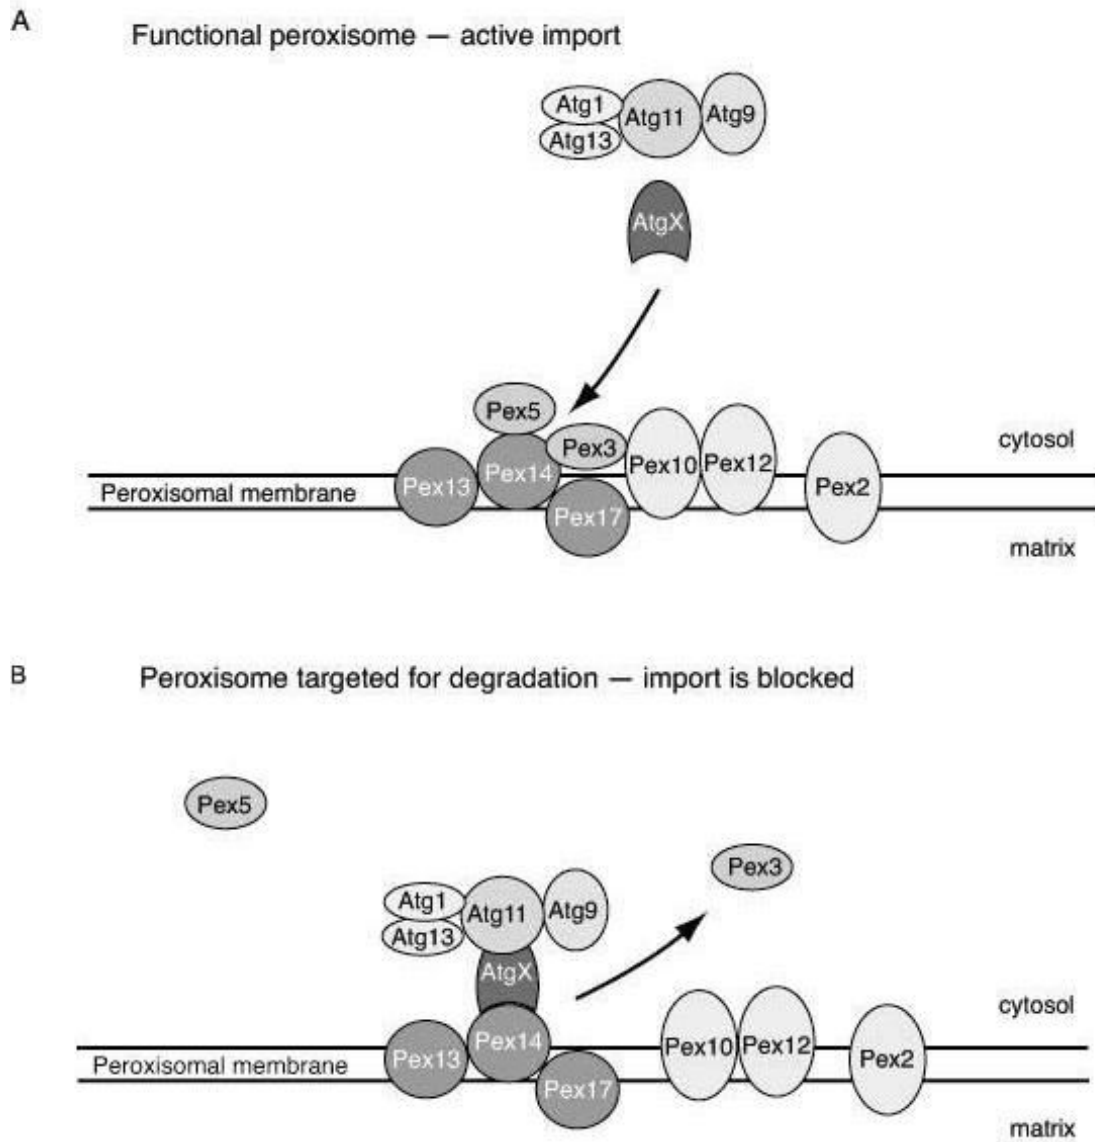 A
Functional peroxisome — active import
Atg1
Atg13
Atg11
Atg9
AtgX
Pex5
Pex3
Pex13
Pex14
Pex17
Pex10
Pex12
Pex2
cytosol
Peroxisomal membrane
matrix
B
Peroxisome targeted for degradation — import is blocked
Pex5
Pex3
Atg1
Atg13
Atg11
Atg9
AtgX
Pex13
Pex14
Pex17
Pex10
Pex12
Pex2
cytosol
Peroxisomal membrane
matrix